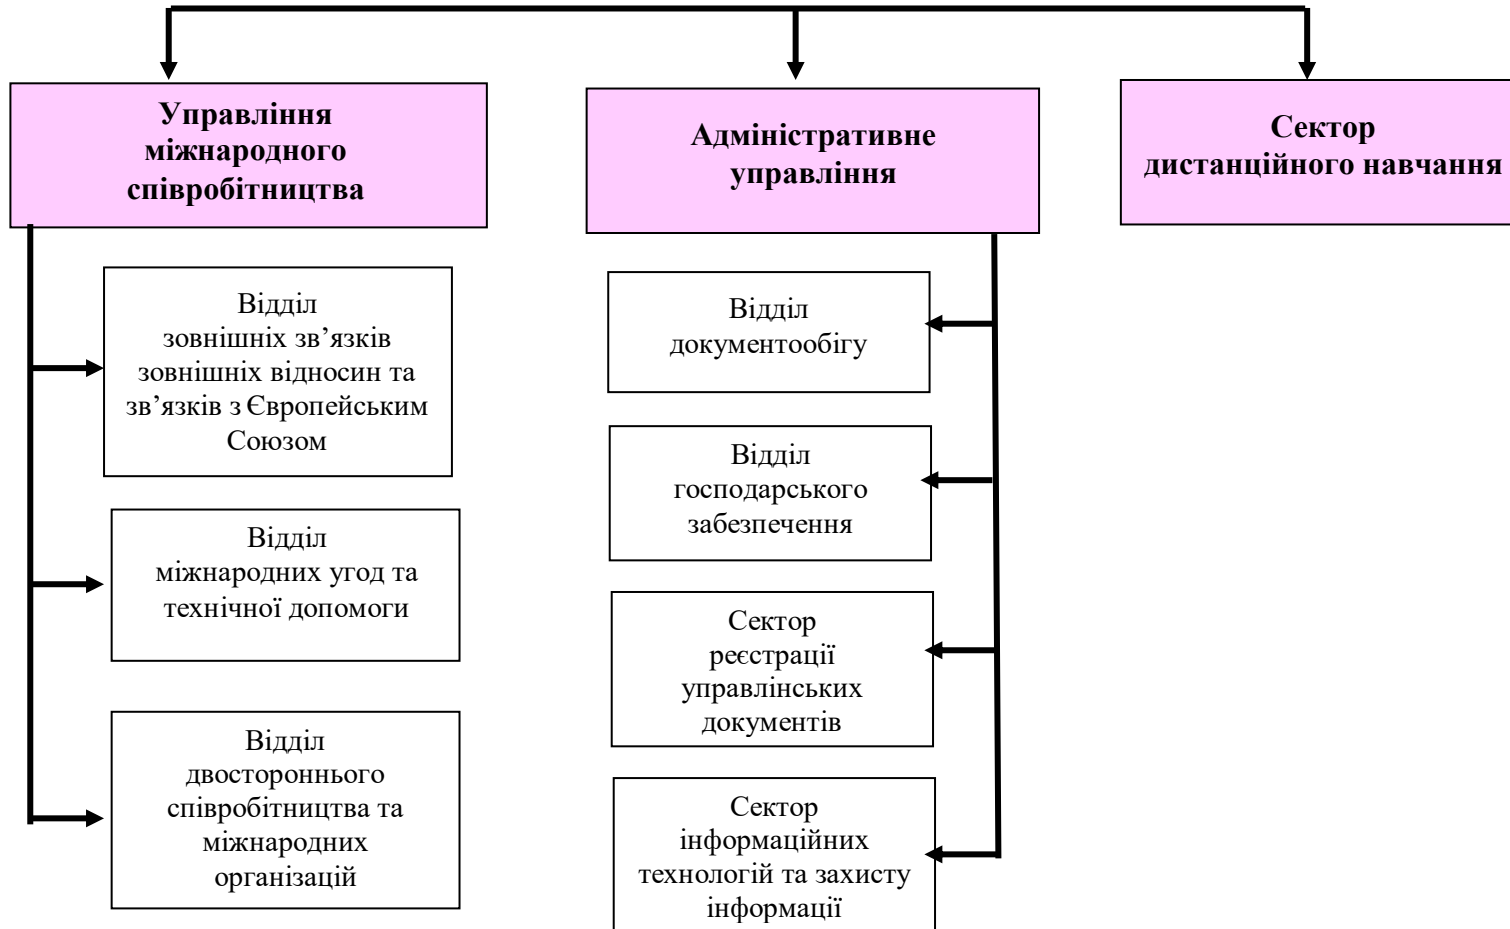 Управління
міжнародного
співробітництва
Відділ
зовнішніх зв’язків
зовнішніх відносин та
зв’язків з Європейським
Союзом
Відділ
міжнародних угод та
технічної допомоги
Відділ
двостороннього
співробітництва та
міжнародних
організацій
Адміністративне
управління
Відділ
документообігу
Відділ
господарського
забезпечення
Сектор
реєстрації
управлінських
документів
Сектор
інформаційних
технологій та захисту
інформації
Сектор
дистанційного навчання